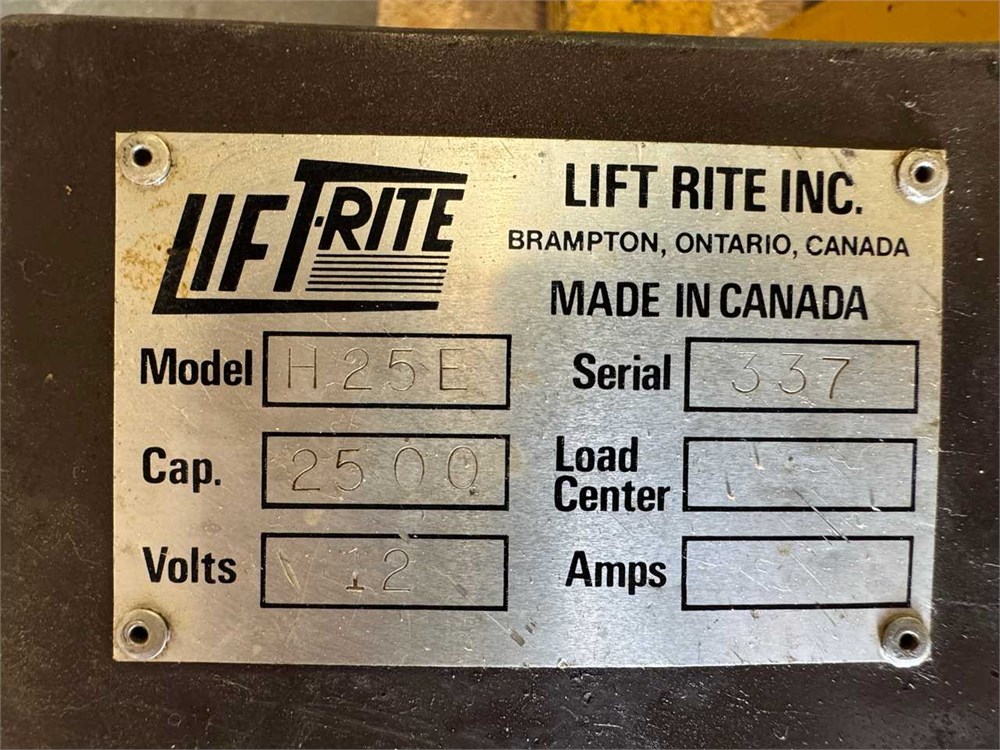 LIFT-RITE
LIFT RITE INC.
BRAMPTON, ONTARIO, CANADA
MADE IN CANADA
Model H25E Serial 337
Cap. 2500 Load Center
Volts 12 Amps